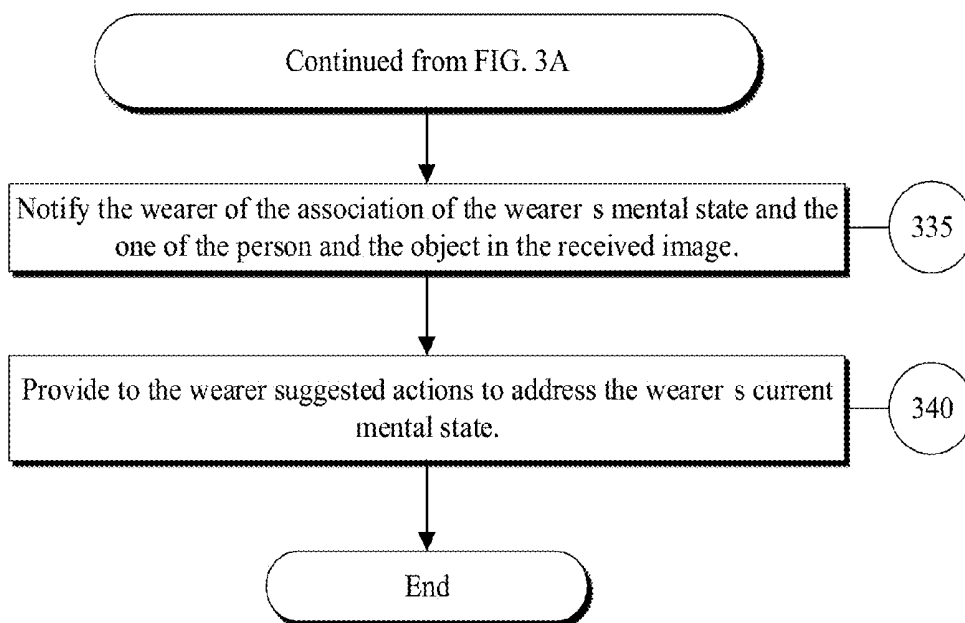 Continued from FIG. 3A
Notify the wearer of the association of the wearer s mental state and the
one of the person and the object in the received image.
335
Provide to the wearer suggested actions to address the wearer s current
mental state.
340
End